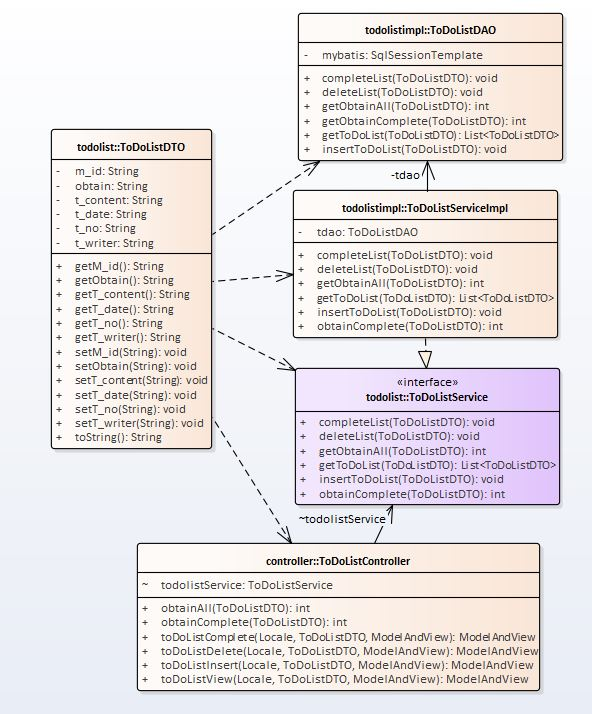 todolistimpl::ToDoListDAO
- mybatis: SqlSessionTemplate
+ completeList(ToDoListDTO): void
+ deleteList(ToDoListDTO): void
+ getObtainAll(ToDoListDTO): int
+ getObtainComplete(ToDoListDTO): int
+ getToDoList(ToDoListDTO): List<ToDoListDTO>
+ insertToDoList(ToDoListDTO): void
todolist::ToDoListDTO
- m_id: String
- obtain: String
- t_content: String
- t_date: String
- t_no: String
- t_writer: String
+ getM_id(): String
+ getObtain(): String
+ getT_content(): String
+ getT_date(): String
+ getT_no(): String
+ getT_writer(): String
+ setM_id(String): void
+ setObtain(String): void
+ setT_content(String): void
+ setT_date(String): void
+ setT_no(String): void
+ setT_writer(String): void
+ toString(): String
-tdao
todolistimpl::ToDoListServiceImpl
- tdao: ToDoListDAO
+ completeList(ToDoListDTO): void
+ deleteList(ToDoListDTO): void
+ getObtainAll(ToDoListDTO): int
+ getToDoList(ToDoListDTO): List<ToDoListDTO>
+ insertToDoList(ToDoListDTO): void
+ obtainComplete(ToDoListDTO): int
«interface»
todolist::ToDoListService
+ completeList(ToDoListDTO): void
+ deleteList(ToDoListDTO): void
+ getObtainAll(ToDoListDTO): int
+ getToDoList(ToDoListDTO): List<ToDoListDTO>
+ insertToDoList(ToDoListDTO): void
+ obtainComplete(ToDoListDTO): int
~todolistService
controller::ToDoListController
~ todolistService: ToDoListService
+ obtainAll(ToDoListDTO): int
+ obtainComplete(ToDoListDTO): int
+ toDoListComplete(Locale, ToDoListDTO, ModelAndView): ModelAndView
+ toDoListDelete(Locale, ToDoListDTO, ModelAndView): ModelAndView
+ toDoListInsert(Locale, ToDoListDTO, ModelAndView): ModelAndView
+ toDoListView(Locale, ToDoListDTO, ModelAndView): ModelAndView